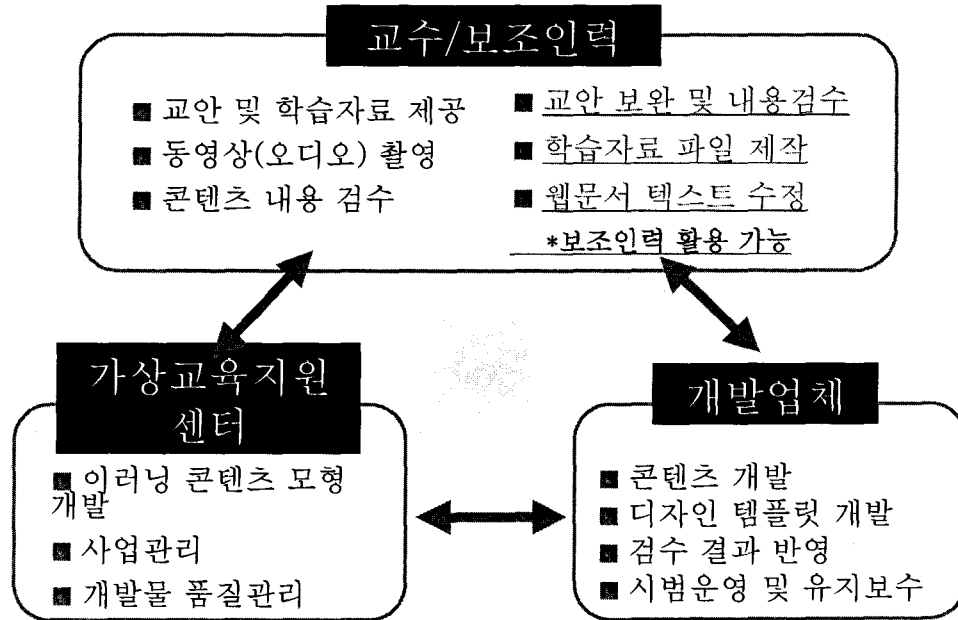 교수/보조인력
■ 교안 및 학습자료 제공
■ 동영상(오디오) 촬영
■ 콘텐츠 내용 검수
■ 교안 보완 및 내용검수
■ 학습자료 파일 제작
■ 웹문서 텍스트 수정
*보조인력 활용 가능
가상교육지원
센터
■ 이러닝 콘텐츠 모형
개발
■ 사업관리
■ 개발물 품질관리
개발업체
■ 콘텐츠 개발
■ 디자인 템플릿 개발
■ 검수 결과 반영
■ 시범운영 및 유지보수